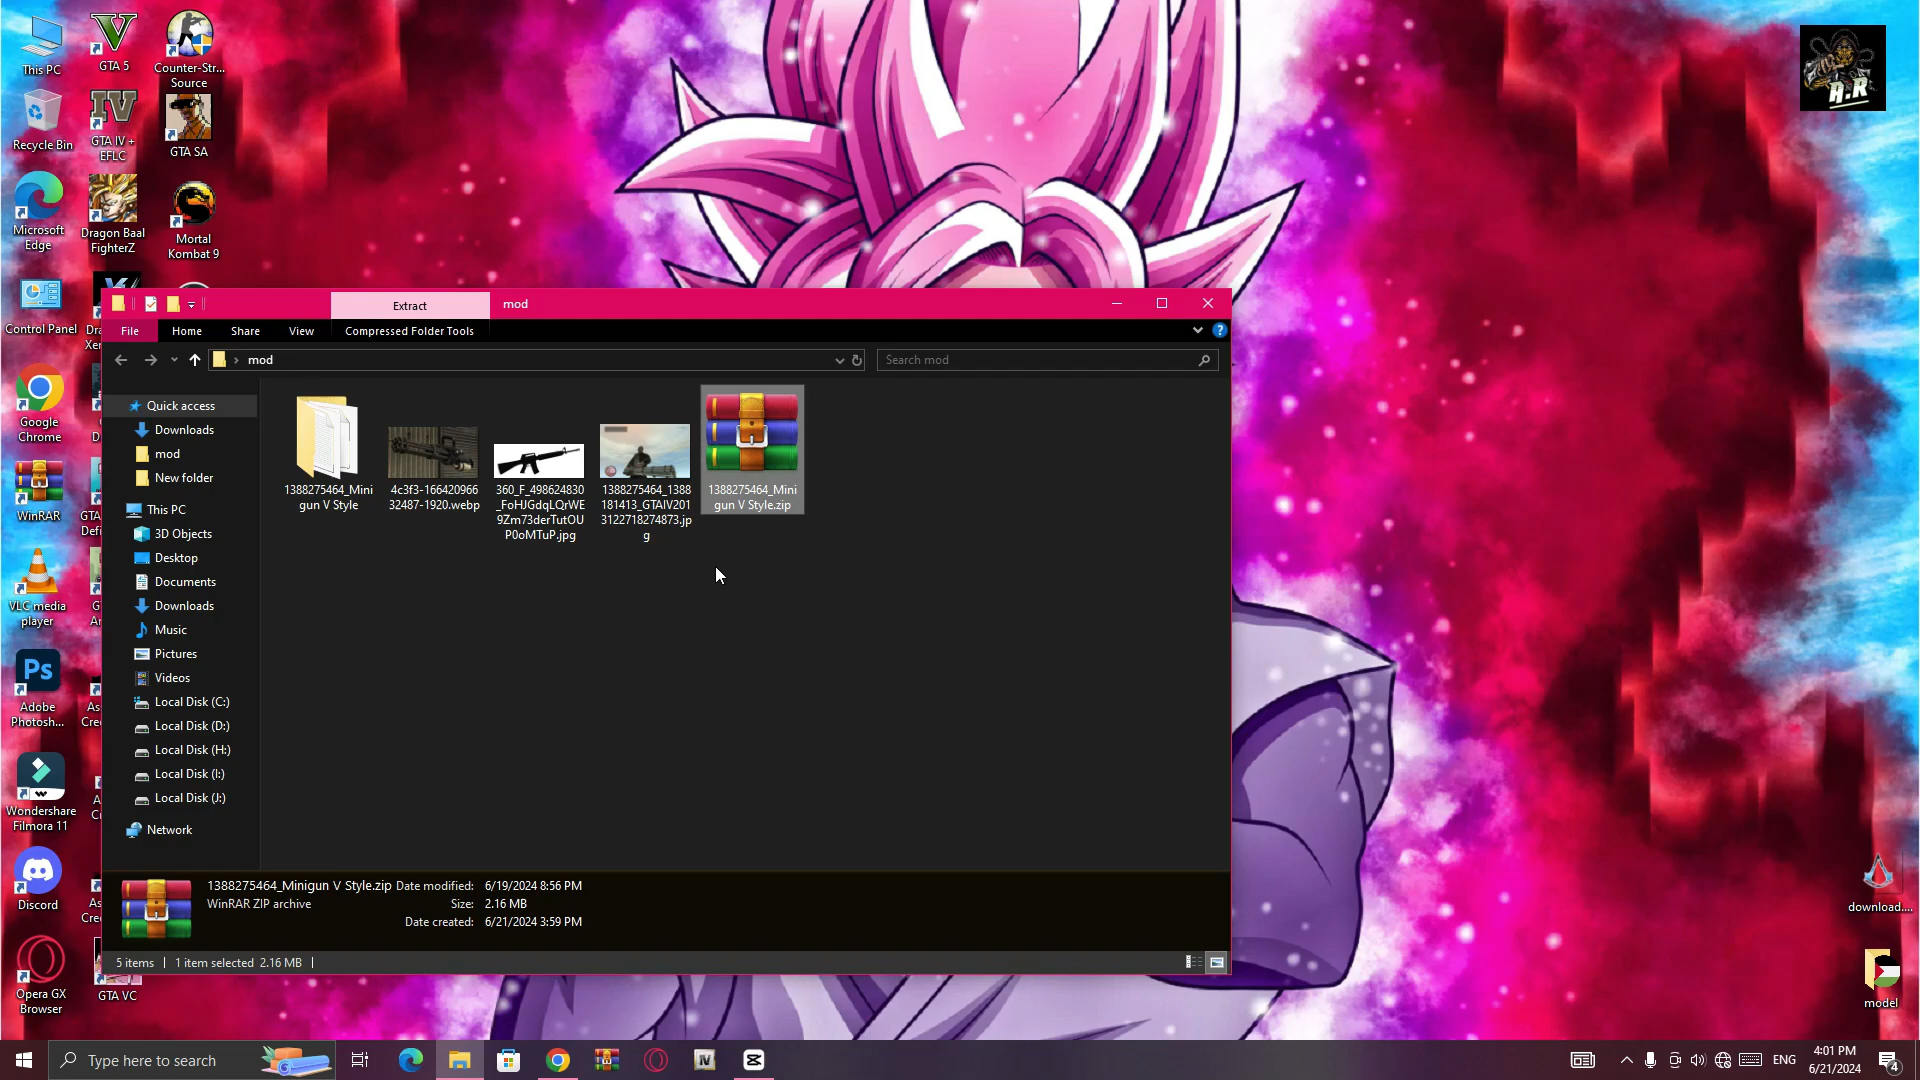 This PC
GTA 5
Counter-Str...
Source
Recycle Bin
GTA IV +
EFLC
GTA SA
Microsoft
Edge
Dragon Baal
FighterZ
Mortal
Kombat 9
A.R
Control Panel
Google
Chrome
WinRAR
VLC media
player
Ps
Adobe
Photosh...
Wondershare
Filmora 11
Discord
Opera GX
Browser
GTA VC
Extract
mod
File
Home
Share
View
Compressed Folder Tools
mod
Search mod
Quick access
Downloads
mod
New folder
This PC
3D Objects
Desktop
Documents
Downloads
Music
Pictures
Videos
Local Disk (C:)
Local Disk (D:)
Local Disk (H:)
Local Disk (I:)
Local Disk (J:)
Network
1388275464_Mini
gun V Style
4c3f3-166420966
32487-1920.webp
360_F_498624830
_FoHJGdqLQrWE
9Zm73derTutOU
P0oMTuP.jpg
1388275464_1388
181413_GTAIV201
3122718274873.jp
g
1388275464_Mini
gun V Style.zip
1388275464_Minigun V Style.zip Date modified: 6/19/2024 8:56 PM
WinRAR ZIP archive Size: 2.16 MB
Date created: 6/21/2024 3:59 PM
5 items 1 item selected 2.16 MB
download....
model
Type here to search
IV
ENG
4:01 PM
6/21/2024
4